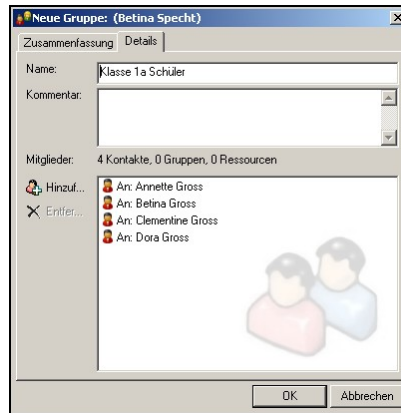 Neue Gruppe: (Betina Specht)
Zusammenfassung Details
Name: Klasse 1a Schüler
Kommentar:
Mitglieder: 4 Kontakte, 0 Gruppen, 0 Ressourcen
Hinzuf...
Entfer...
An: Annette Gross
An: Betina Gross
An: Clementine Gross
An: Dora Gross
OK Abbrechen